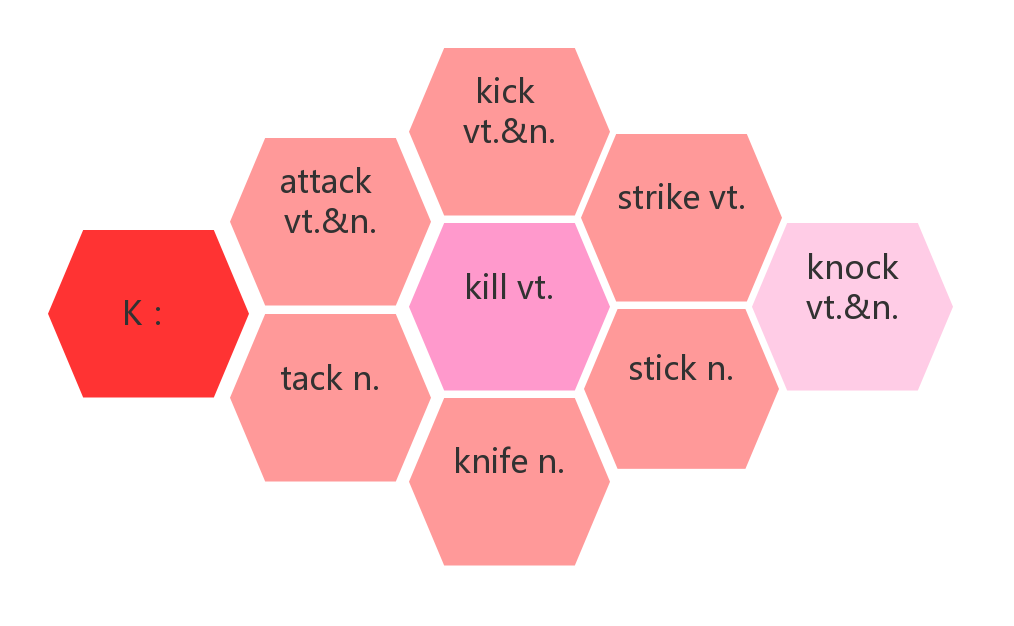 kick
vt.&n.
attack
vt.&n.
strike vt.
K :
kill vt.
knock
vt.&n.
tack n.
stick n.
knife n.